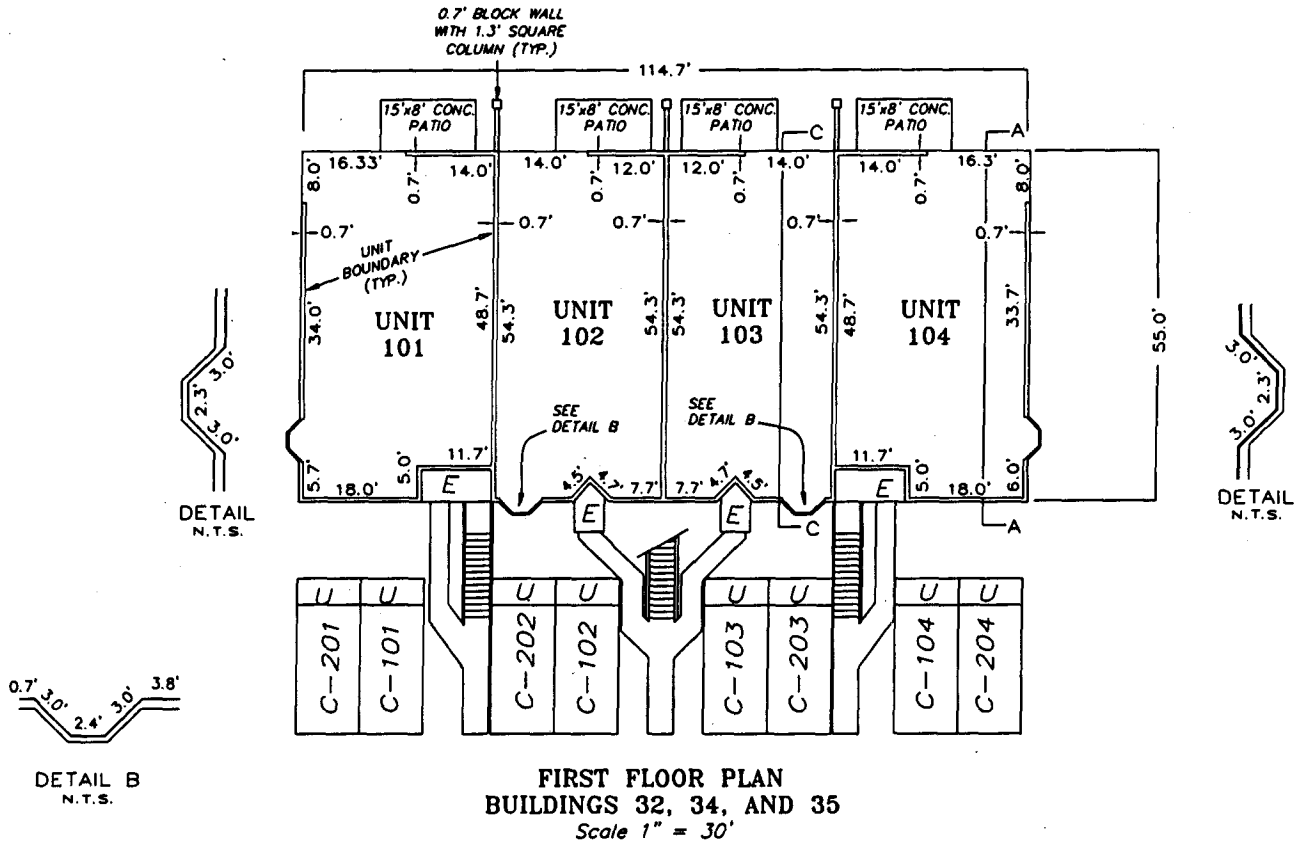 0.7' BLOCK WALL
WITH 1.3' SQUARE
COLUMN (TYP.)
114.7'
15'x8' CONC.
PATIO
15'x8' CONC.
PATIO
15'x8' CONC.
PATIO
15'x8' CONC.
PATIO
C
A
16.33'
14.0'
14.0'
12.0'
12.0'
14.0'
14.0'
16.3'
8.0'
0.7'
0.7'
0.7'
0.7'
8.0'
0.7'
0.7'
0.7'
0.7'
0.7'
UNIT
BOUNDARY
(TYP.)
34.0'
48.7'
54.3'
54.3'
54.3'
54.3'
48.7'
33.7'
55.0'
UNIT
101
UNIT
102
UNIT
103
UNIT
104
SEE
DETAIL B
SEE
DETAIL B
5.7'
18.0'
5.0'
11.7'
E
4.5'
4.7'
7.7'
7.7'
4.7'
4.5'
11.7'
E
5.0'
18.0'
6.0'
E
E
C
A
3.0'
2.3'
3.0'
DETAIL
N.T.S.
3.0'
2.3'
3.0'
DETAIL
N.T.S.
U
U
U
U
U
U
U
U
C-201
C-101
C-202
C-102
C-103
C-203
C-104
C-204
0.7'
3.0'
2.4'
3.0'
3.8'
DETAIL B
N.T.S.
FIRST FLOOR PLAN
BUILDINGS 32, 34, AND 35
Scale 1" = 30'